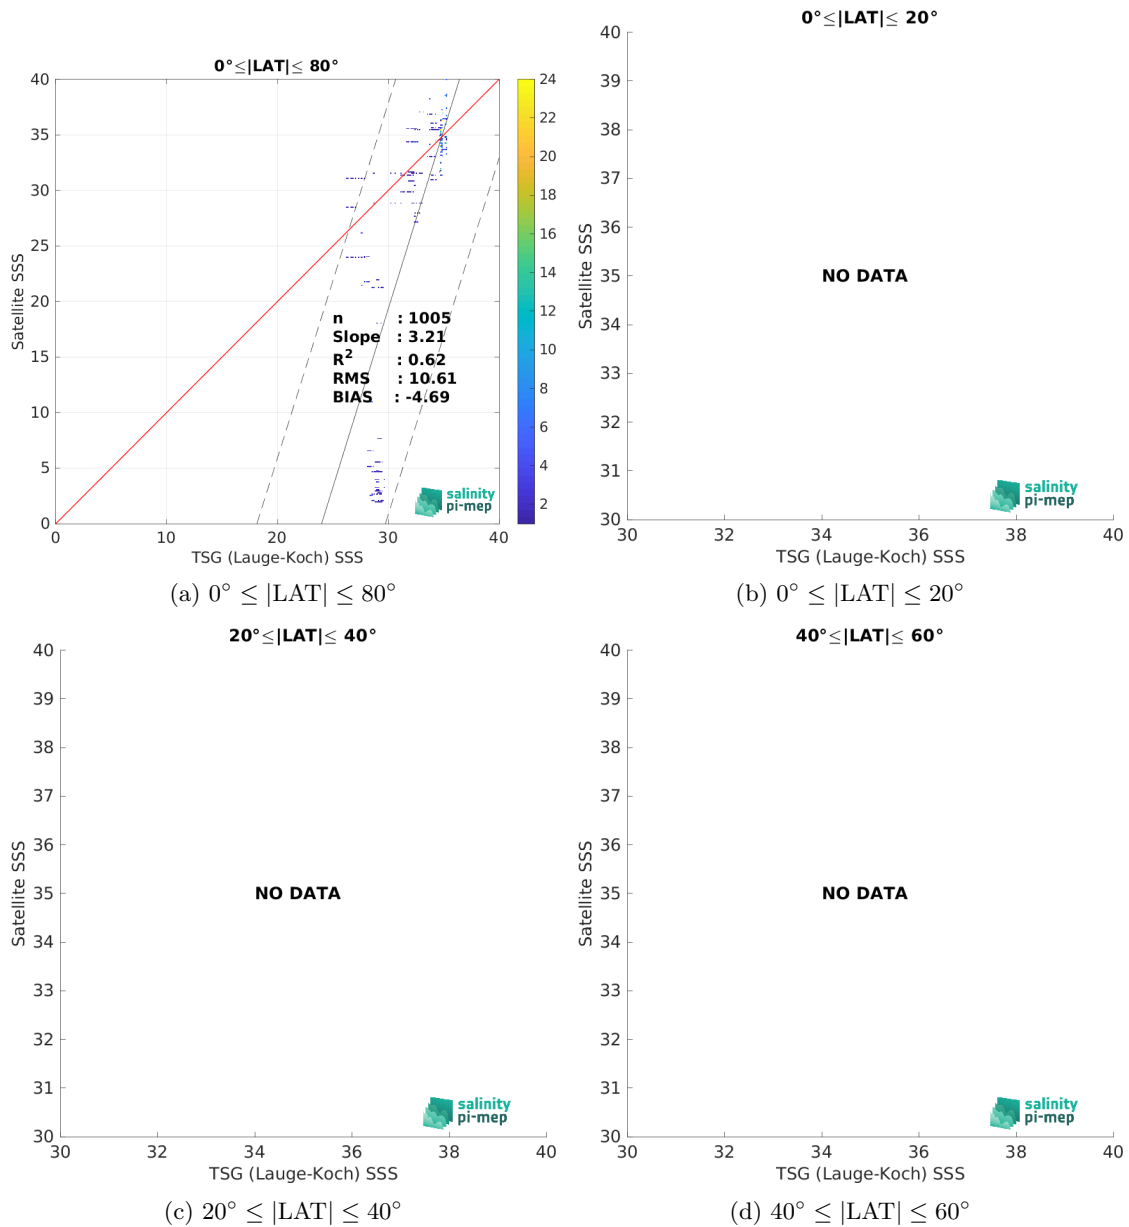 0°≤|LAT|≤ 80°
40
35
30
25
20
15
10
5
0
0
10
20
30
40
24
22
20
18
16
14
12
10
8
6
4
2
Satellite SSS
TSG (Lauge-Koch) SSS
n : 1005
Slope : 3.21
R² : 0.62
RMS : 10.61
BIAS : -4.69
salinity
pi-mep
(a) 0° ≤ |LAT| ≤ 80°
0°≤|LAT|≤ 20°
40
39
38
37
36
35
34
33
32
31
30
30
32
34
36
38
40
Satellite SSS
TSG (Lauge-Koch) SSS
NO DATA
salinity
pi-mep
(b) 0° ≤ |LAT| ≤ 20°
20°≤|LAT|≤ 40°
40
39
38
37
36
35
34
33
32
31
30
30
32
34
36
38
40
Satellite SSS
TSG (Lauge-Koch) SSS
NO DATA
salinity
pi-mep
(c) 20° ≤ |LAT| ≤ 40°
40°≤|LAT|≤ 60°
40
39
38
37
36
35
34
33
32
31
30
30
32
34
36
38
40
Satellite SSS
TSG (Lauge-Koch) SSS
NO DATA
salinity
pi-mep
(d) 40° ≤ |LAT| ≤ 60°